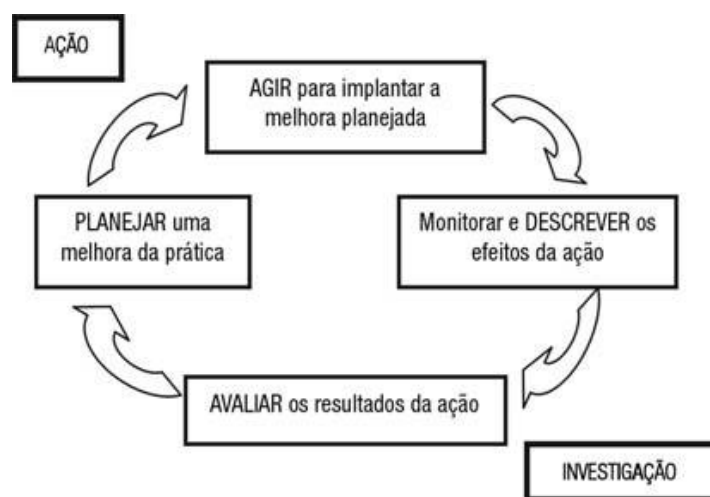 AÇÃO
AGIR para implantar a
melhora planejada
PLANEJAR uma
melhora da prática
Monitorar e DESCREVER os
efeitos da ação
AVALIAR os resultados da ação
INVESTIGAÇÃO